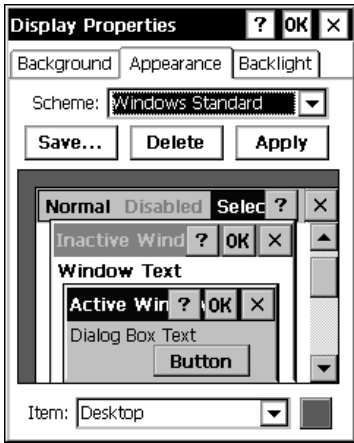 Display Properties ? OK ×
Background Appearance Backlight
Scheme: Windows Standard
Save... Delete Apply
Normal Disabled Selec ? ×
Inactive Wind ? OK ×
Window Text
Active Win ? OK ×
Dialog Box Text
Button
Item: Desktop